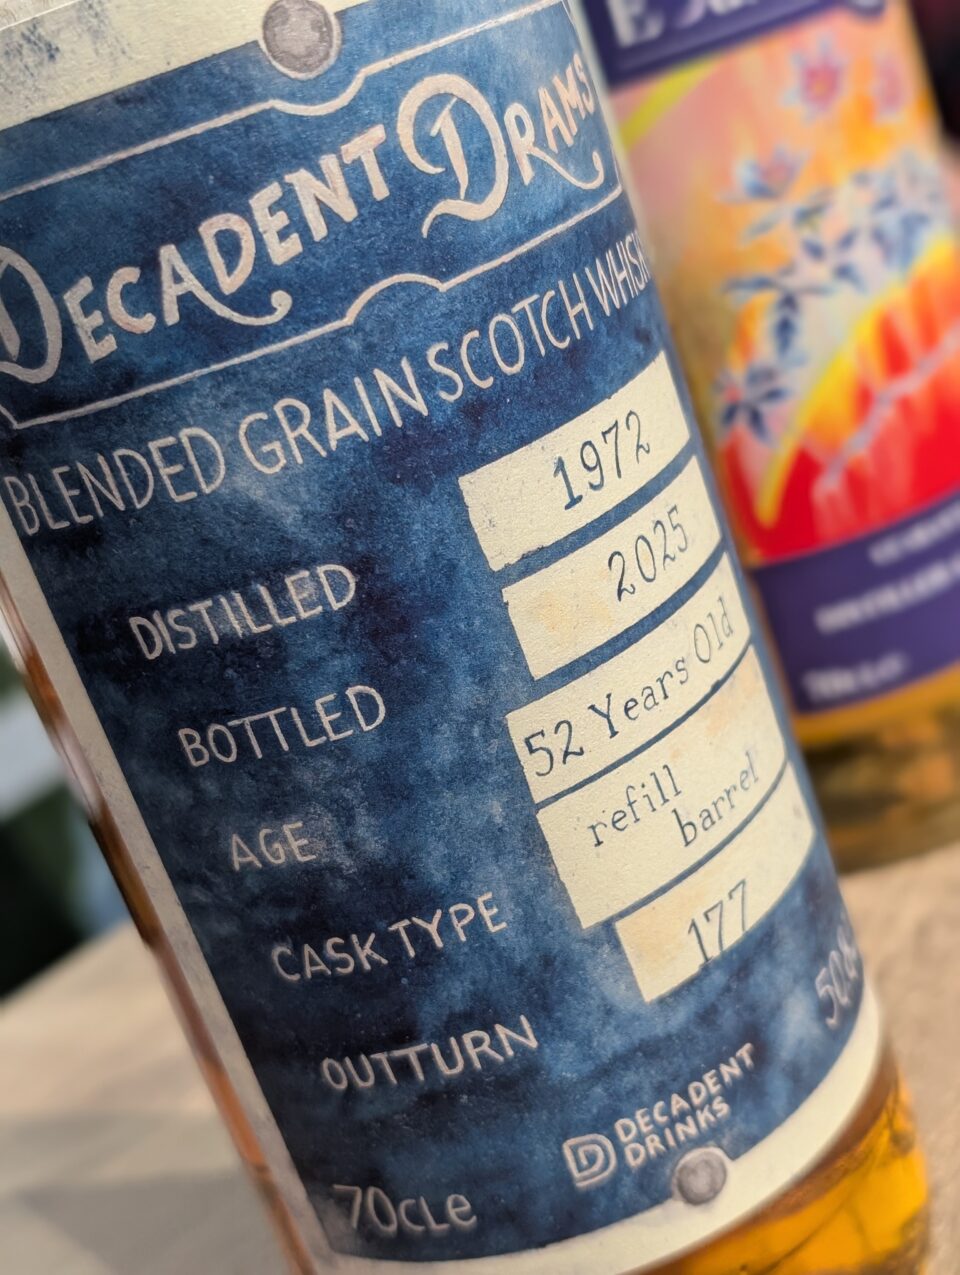 DECADENT DRAMS
BLENDED GRAIN SCOTCH
DISTILLED 1972
BOTTLED 2025
AGE 52 Years Old
CASK TYPE refill
barrel
OUTTURN 177
DECADENT
DRINKS
70CLe